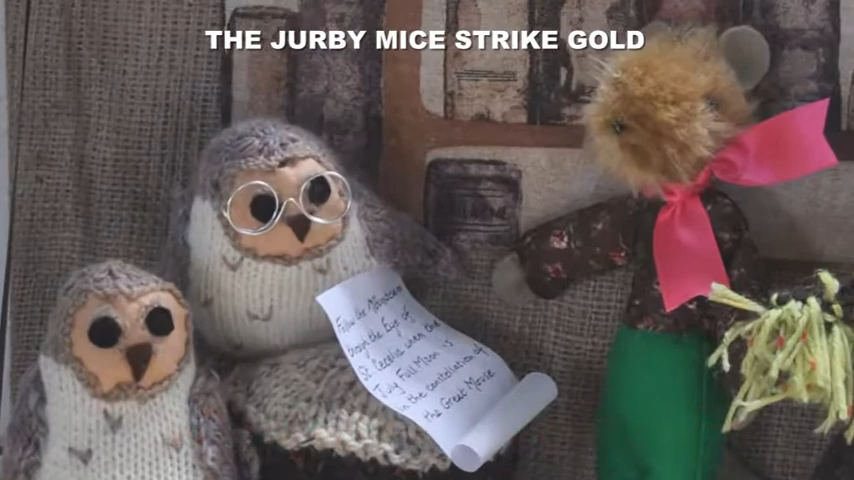 THE JURBY MICE STRIKE GOLD
Follow the Moonbeam
through the Eye of
St Cecelia when the
July Full Moon is
in the constellation of
the Great Mouse